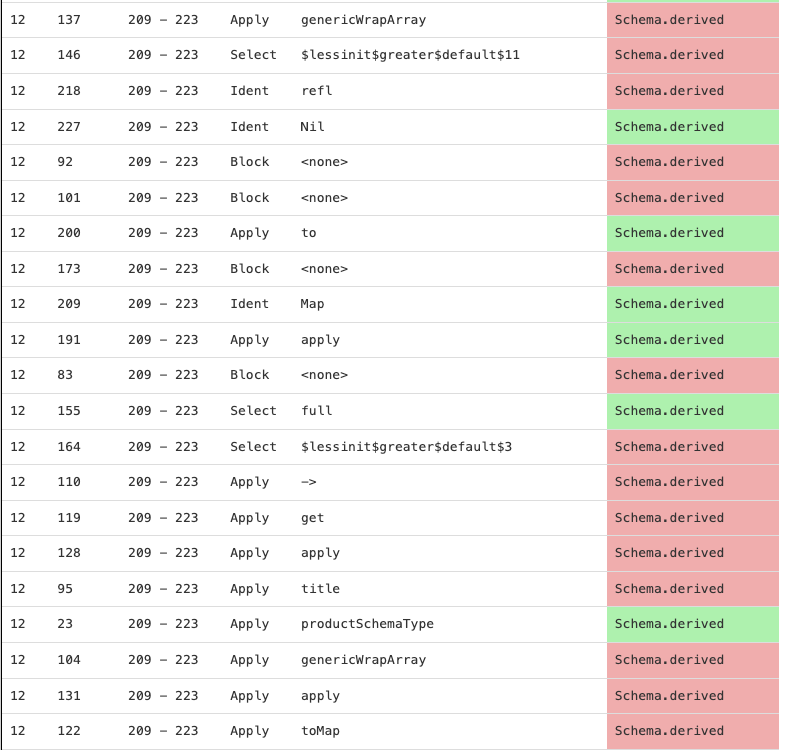 12 137 209 – 223 Apply genericWrapArray Schema.derived
12 146 209 – 223 Select $lessinit$greater$default$11 Schema.derived
12 218 209 – 223 Ident refl Schema.derived
12 227 209 – 223 Ident Nil Schema.derived
12 92 209 – 223 Block <none> Schema.derived
12 101 209 – 223 Block <none> Schema.derived
12 200 209 – 223 Apply to Schema.derived
12 173 209 – 223 Block <none> Schema.derived
12 209 209 – 223 Ident Map Schema.derived
12 191 209 – 223 Apply apply Schema.derived
12 83 209 – 223 Block <none> Schema.derived
12 155 209 – 223 Select full Schema.derived
12 164 209 – 223 Select $lessinit$greater$default$3 Schema.derived
12 110 209 – 223 Apply –> Schema.derived
12 119 209 – 223 Apply get Schema.derived
12 128 209 – 223 Apply apply Schema.derived
12 95 209 – 223 Apply title Schema.derived
12 23 209 – 223 Apply productSchemaType Schema.derived
12 104 209 – 223 Apply genericWrapArray Schema.derived
12 131 209 – 223 Apply apply Schema.derived
12 122 209 – 223 Apply toMap Schema.derived